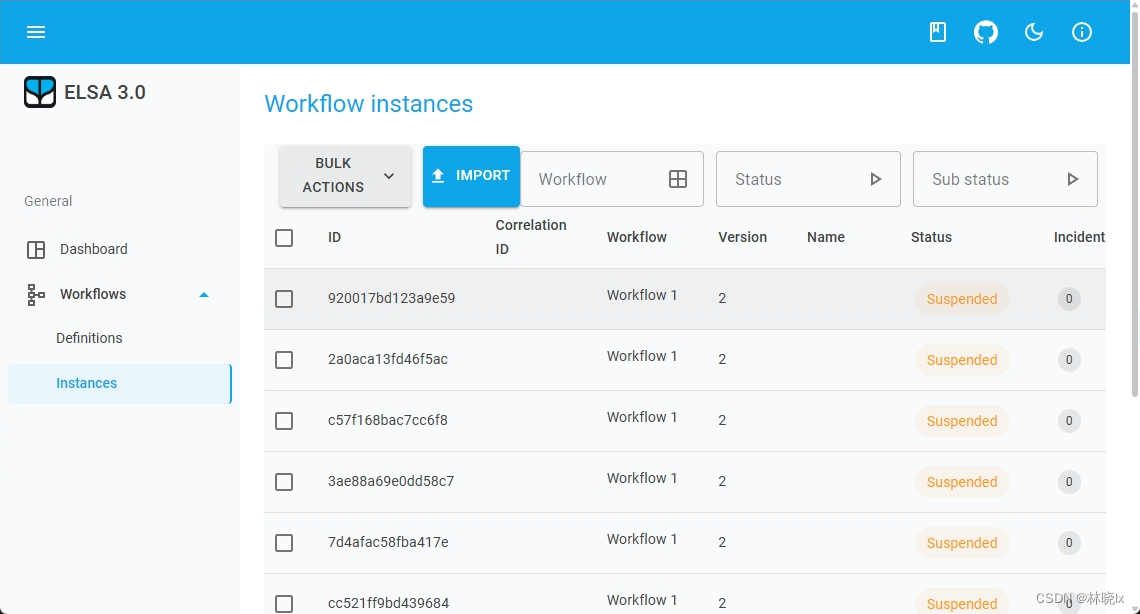 ELSA 3.0
General
Dashboard
Workflows
Definitions
Instances
Workflow instances
BULK
ACTIONS
IMPORT
Workflow
Status
Sub status
ID
Correlation
ID
Workflow
Version
Name
Status
Incident
920017bd123a9e59 Workflow 1 2 Suspended 0
2a0aca13fd46f5ac Workflow 1 2 Suspended 0
c57f168bac7cc6f8 Workflow 1 2 Suspended 0
3ae88a69e0dd58c7 Workflow 1 2 Suspended 0
7d4afac58fba417e Workflow 1 2 Suspended 0
cc521ff9bd439684 Workflow 1 2 Suspended 0
CSDN @林晓lx